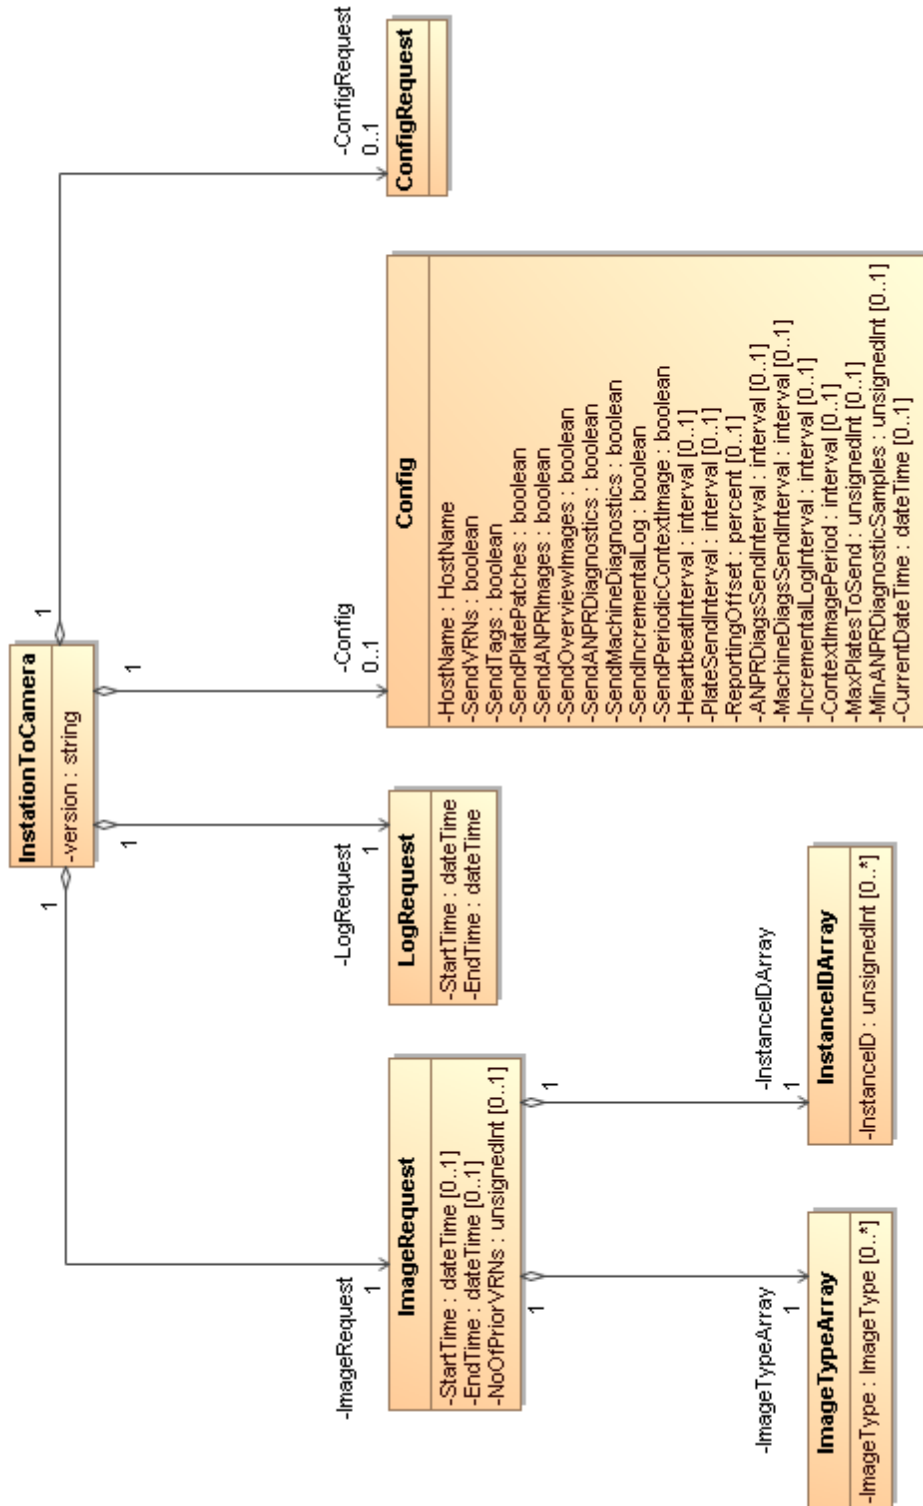 InstationToCamera
-version : string
1
1
1
1
-ImageRequest
1
-LogRequest
1
-Config
0..1
-ConfigRequest
0..1
ImageRequest
-StartTime : dateTime [0..1]
-EndTime : dateTime [0..1]
-NoOfPriorVRNs : unsignedInt [0..1]
LogRequest
-StartTime : dateTime
-EndTime : dateTime
Config
-HostName : HostName
-SendVRNs : boolean
-SendTags : boolean
-SendPlatePatches : boolean
-SendANPRImages : boolean
-SendOverviewImages : boolean
-SendANPRDiagnostics : boolean
-SendMachineDiagnostics : boolean
-SendIncrementalLog : boolean
-SendPeriodicContextImage : boolean
-HeartbeatInterval : interval [0..1]
-PlateSendInterval : interval [0..1]
-ReportingOffset : percent [0..1]
-ANPRDiagsSendInterval : interval [0..1]
-MachineDiagsSendInterval : interval [0..1]
-IncrementalLogInterval : interval [0..1]
-ContextImagePeriod : interval [0..1]
-MaxPlatesToSend : unsignedInt [0..1]
-MinANPRDiagnosticSamples : unsignedInt [0..1]
-CurrentDateTime : dateTime [0..1]
ConfigRequest
1
1
-ImageTypeArray
1
-InstanceIDArray
1
ImageTypeArray
-ImageType : ImageType [0..*]
InstanceIDArray
-InstanceID : unsignedInt [0..*]